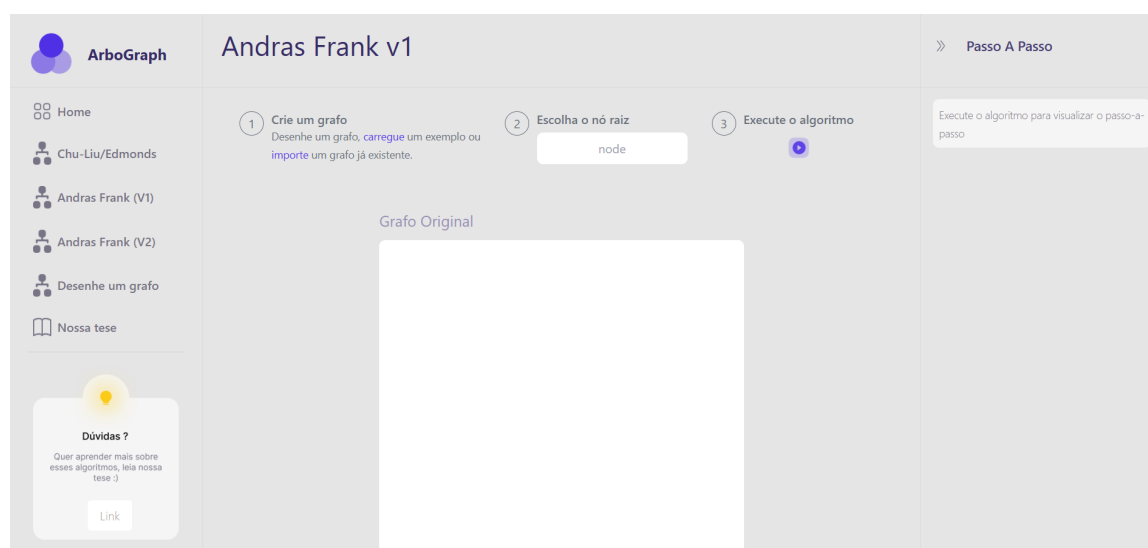 ArboGraph
Home
Chu-Liu/Edmonds
Andras Frank (V1)
Andras Frank (V2)
Desenhe um grafo
Nossa tese
Dúvidas ?
Quer aprender mais sobre
esses algoritmos, leia nossa
tese :)
Link
Andras Frank v1
1
Crie um grafo
Desenhe um grafo, carregue um exemplo ou
importe um grafo já existente.
2
Escolha o nó raiz
node
3
Execute o algoritmo
Grafo Original
Passo A Passo
Execute o algoritmo para visualizar o passo-a-
passo